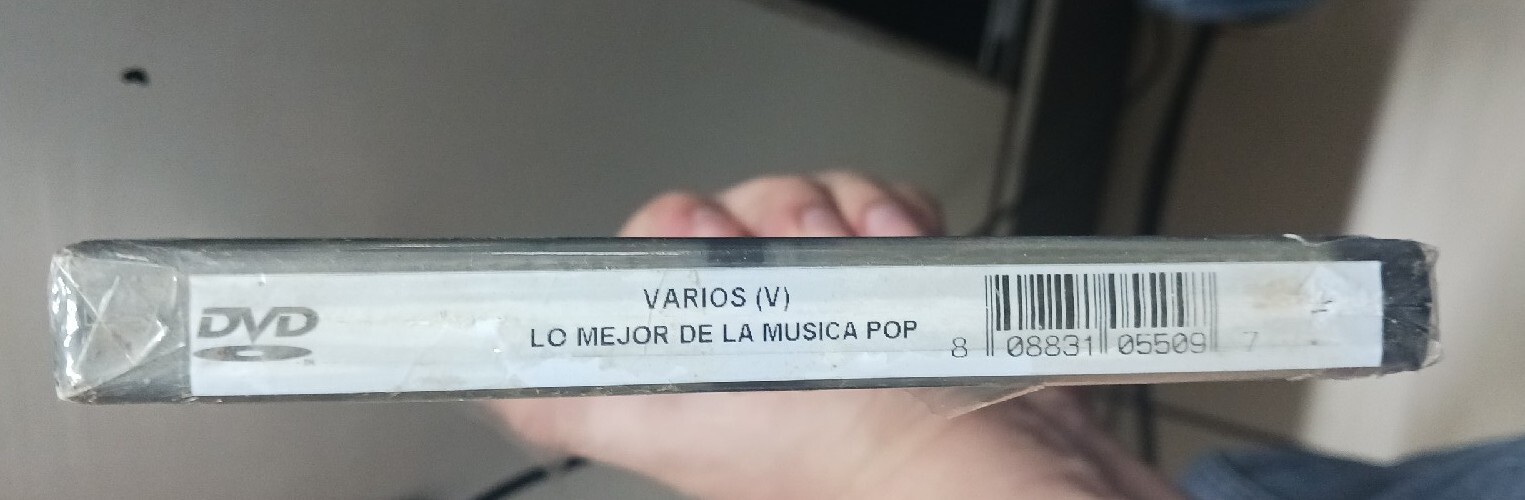 DVD
VARIOS (V)
LO MEJOR DE LA MUSICA POP
8 08831 05509 7